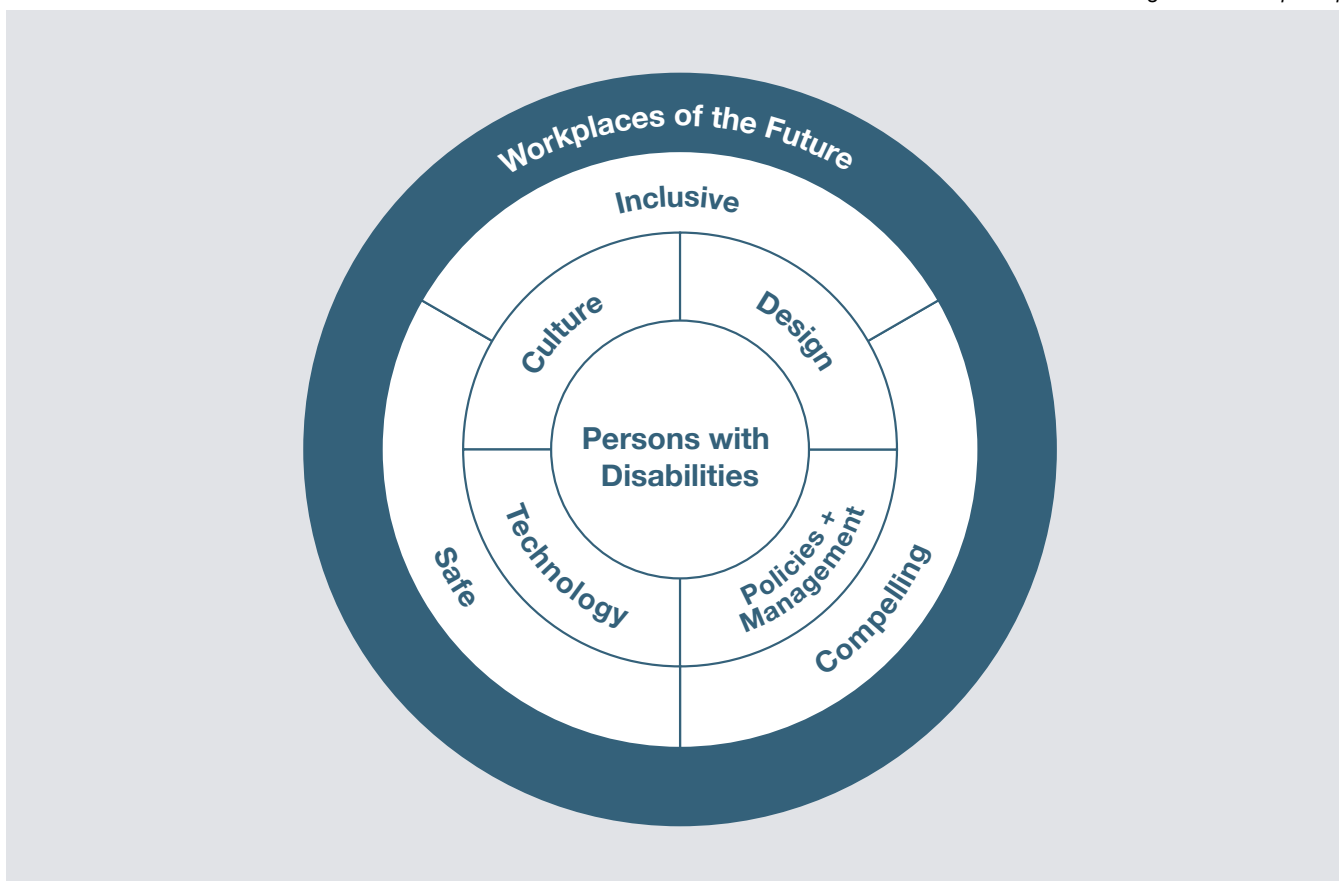 Workplaces of the Future
Inclusive
Culture
Design
Persons with
Disabilities
Technology
Policies +
Management
Safe
Compelling